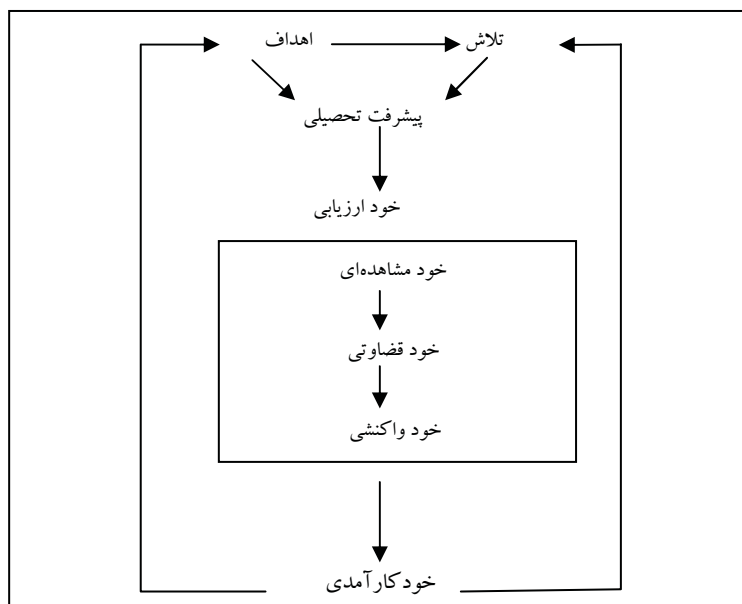 اهداف تلاش
پیشرفت تحصیلی
خود ارزیابی
خود مشاهده‌ای
خود قضاوتی
خود واکنشی
خودکارآمدی